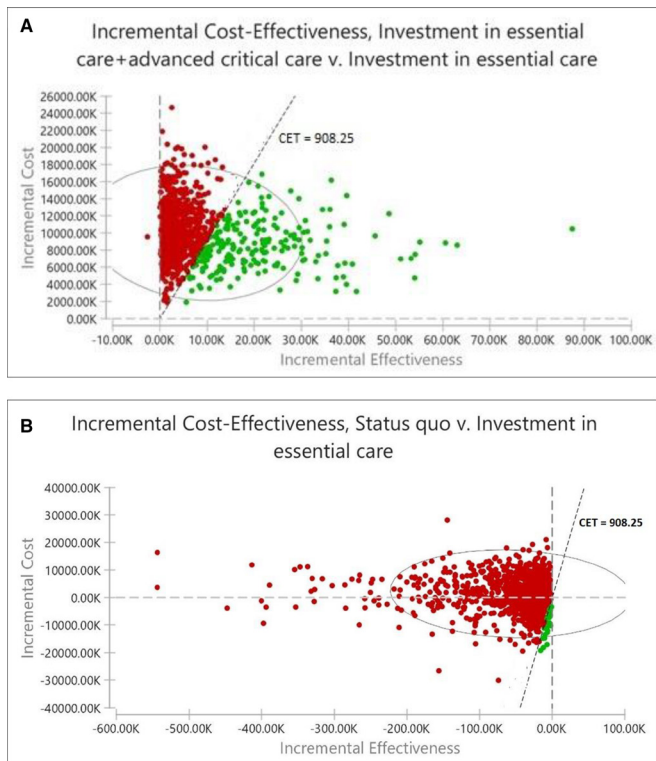 A
Incremental Cost-Effectiveness, Investment in essential
care+advanced critical care v. Investment in essential care
26000.00K
24000.00K
22000.00K
20000.00K
18000.00K
16000.00K
14000.00K
12000.00K
10000.00K
8000.00K
6000.00K
4000.00K
2000.00K
0.00K
Incremental Cost
CET = 908.25
-10.00K 0.00K 10.00K 20.00K 30.00K 40.00K 50.00K 60.00K 70.00K 80.00K 90.00K 100.00K
Incremental Effectiveness
B
Incremental Cost-Effectiveness, Status quo v. Investment in
essential care
40000.00K
30000.00K
20000.00K
10000.00K
0.00K
-10000.00K
-20000.00K
-30000.00K
-40000.00K
Incremental Cost
CET = 908.25
-600.00K -500.00K -400.00K -300.00K -200.00K -100.00K 0.00K 100.00K
Incremental Effectiveness